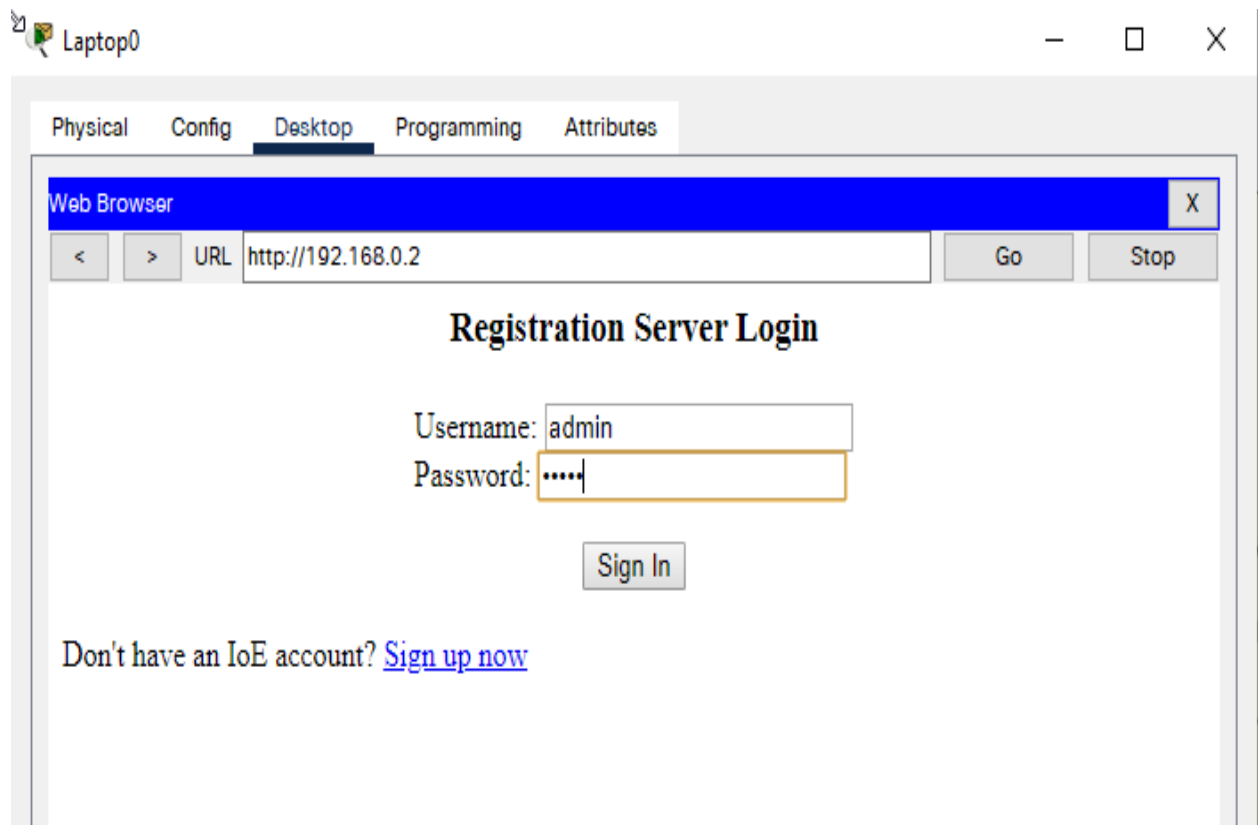 Laptop0
Physical Config Desktop Programming Attributes
Web Browser X
< > URL http://192.168.0.2 Go Stop
Registration Server Login
Username: admin
Password: •••••
Sign In
Don't have an IoE account? Sign up now